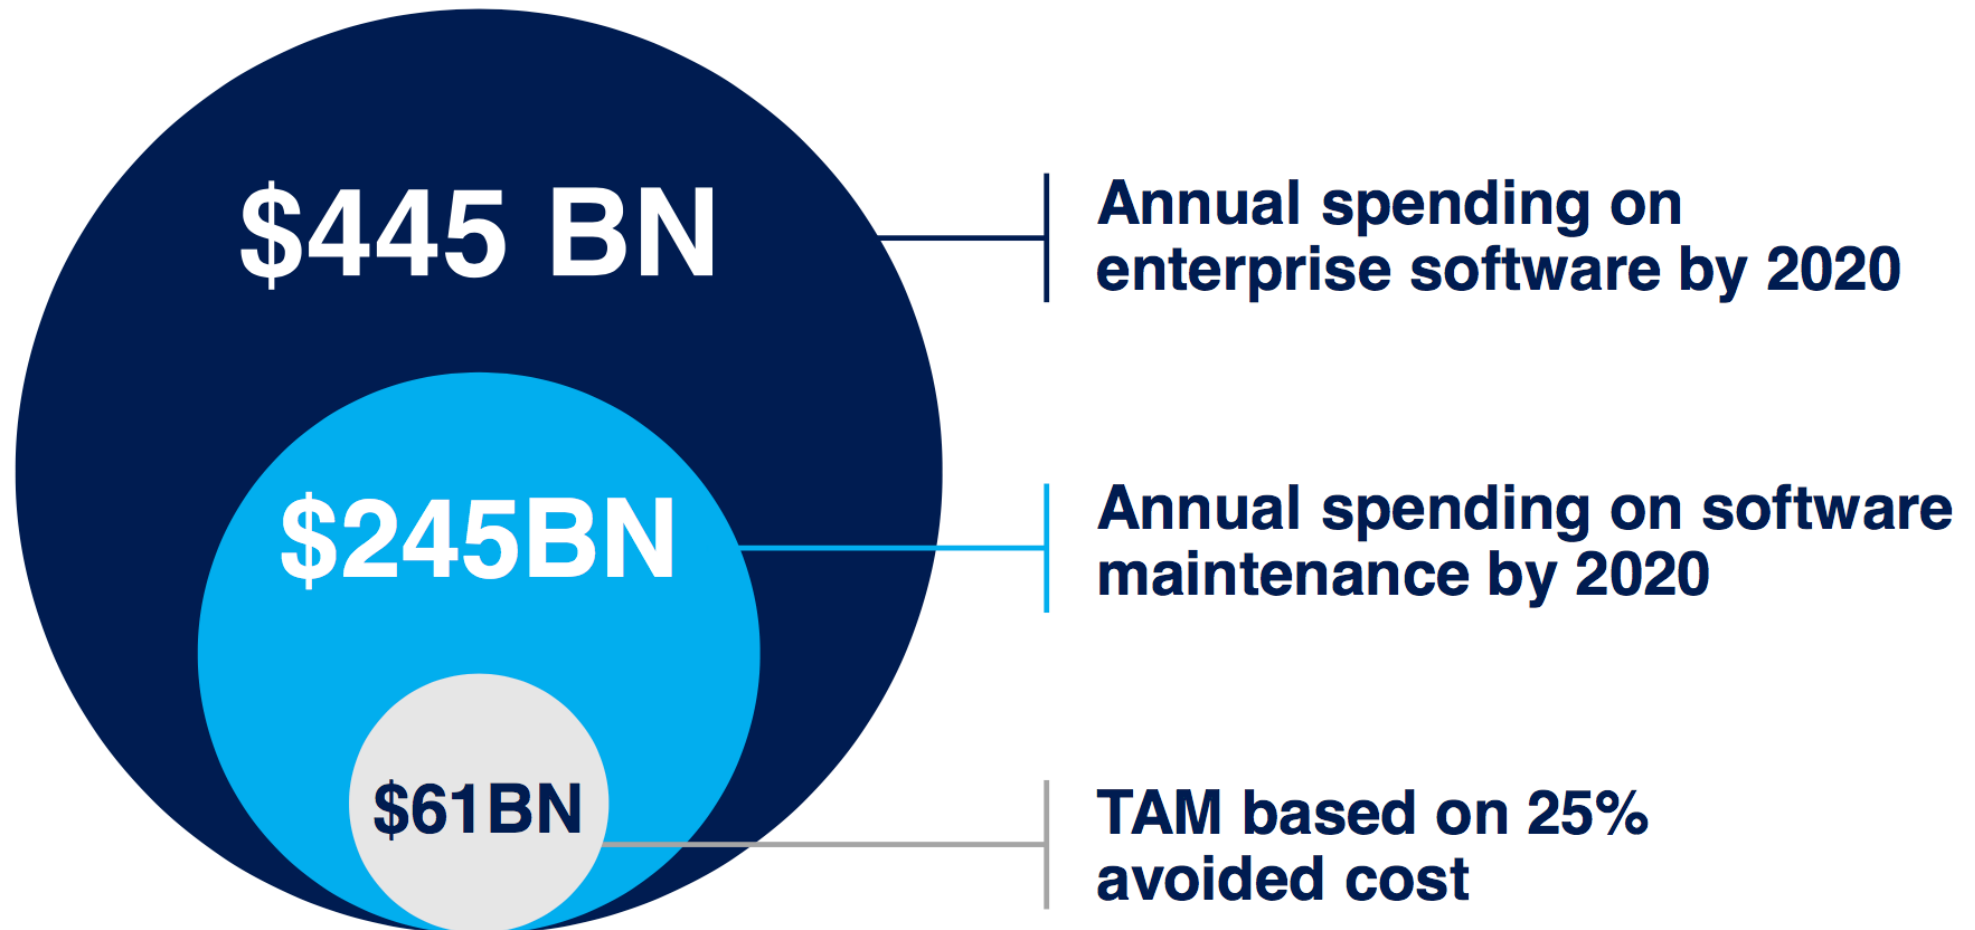 $445 BN
Annual spending on
enterprise software by 2020
$245BN
Annual spending on software
maintenance by 2020
$61BN
TAM based on 25%
avoided cost